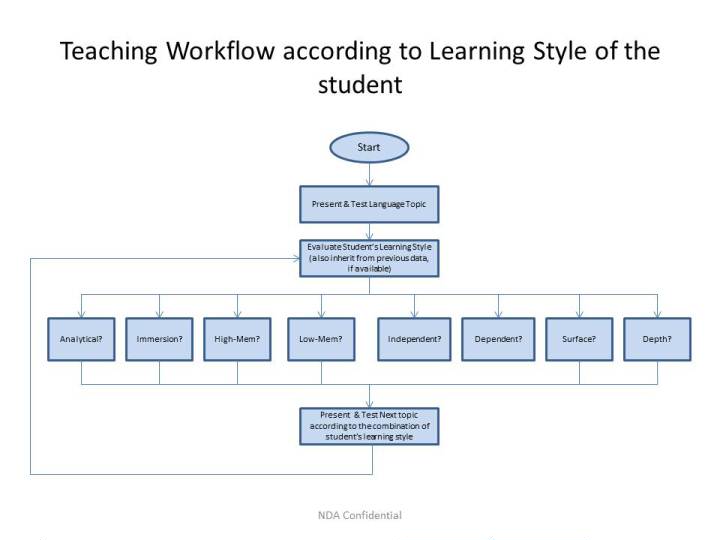 Teaching Workflow according to Learning Style of the
student
Start
Present & Test Language Topic
Evaluate Student's Learning Style
(also inherit from previous data,
if available)
Analytical?
Immersion?
High-Mem?
Low-Mem?
Independent?
Dependent?
Surface?
Depth?
Present & Test Next topic
according to the combination of
student's learning style
NDA Confidential